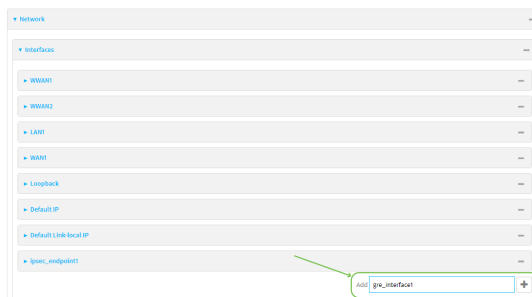 Network
Interfaces
WWAN1
WWAN2
LAN1
WAN1
Loopback
Default IP
Default Link-local IP
ipsec_endpoint1
Add gre_interface1